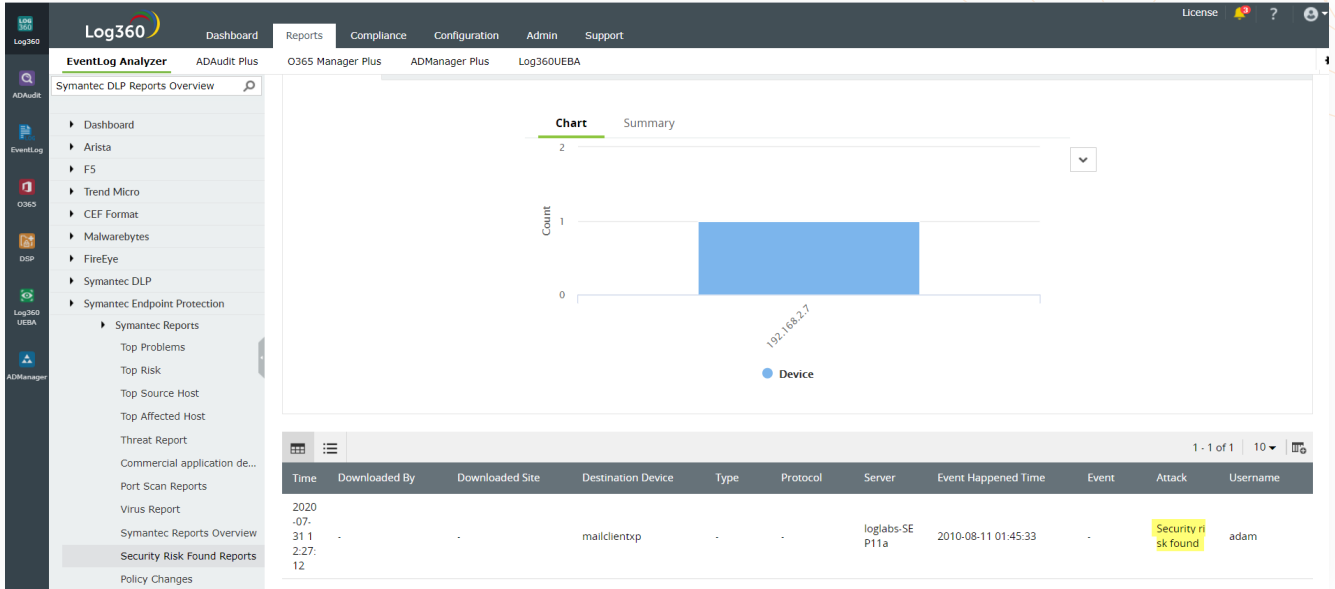 LOG
360
Log360
Log360
Dashboard Reports Compliance Configuration Admin Support
License 3 ?
EventLog Analyzer ADAudit Plus O365 Manager Plus ADManager Plus Log360UEBA
ADAudit
EventLog
O365
DSP
Log360
UEBA
ADManager
Symantec DLP Reports Overview
Dashboard
Arista
F5
Trend Micro
CEF Format
Malwarebytes
FireEye
Symantec DLP
Symantec Endpoint Protection
Symantec Reports
Top Problems
Top Risk
Top Source Host
Top Affected Host
Threat Report
Commercial application de...
Port Scan Reports
Virus Report
Symantec Reports Overview
Security Risk Found Reports
Policy Changes
Chart Summary
2
1
0
Count
192.168.2.7
Device
1 - 1 of 1 10
Time Downloaded By Downloaded Site Destination Device Type Protocol Server Event Happened Time Event Attack Username
2020
-07-
31 1
2:27:
12
- - mailclientxp - -
loglabs-SE
P11a
2010-08-11 01:45:33 -
Security ri
sk found
adam